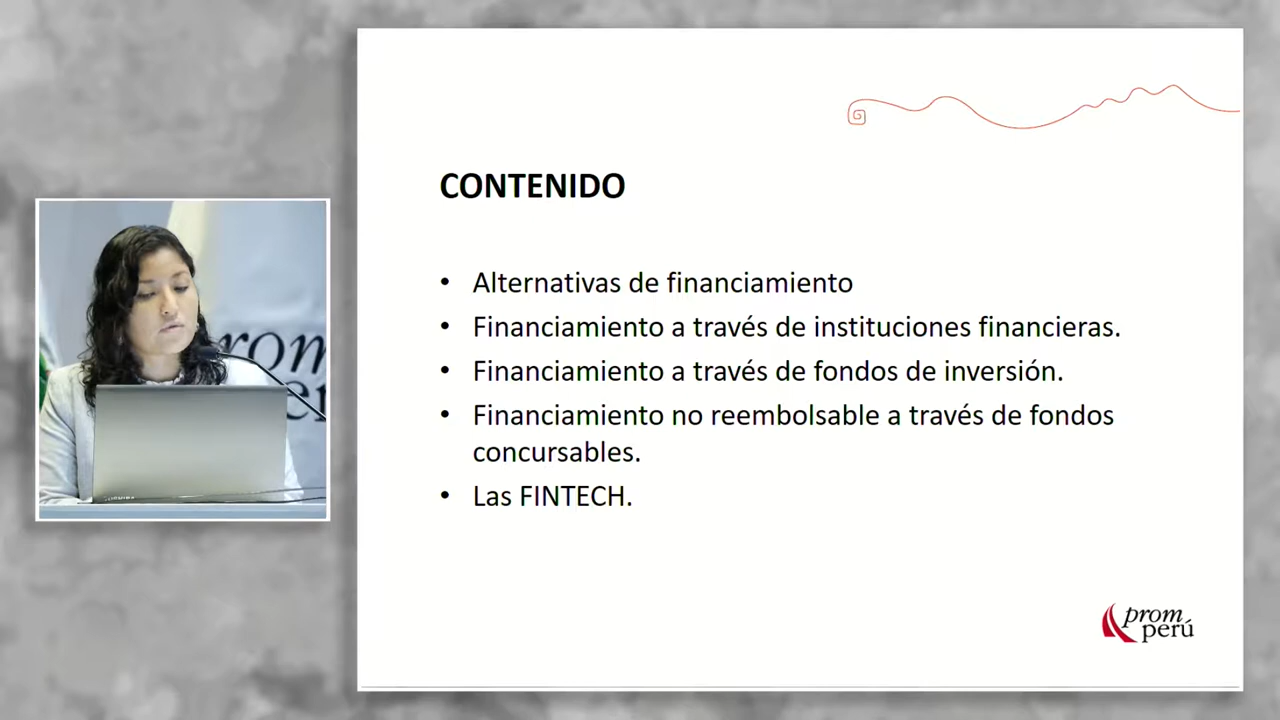 CONTENIDO
• Alternativas de financiamiento
• Financiamiento a través de instituciones financieras.
• Financiamiento a través de fondos de inversión.
• Financiamiento no reembolsable a través de fondos
concursables.
• Las FINTECH.
prom
perú